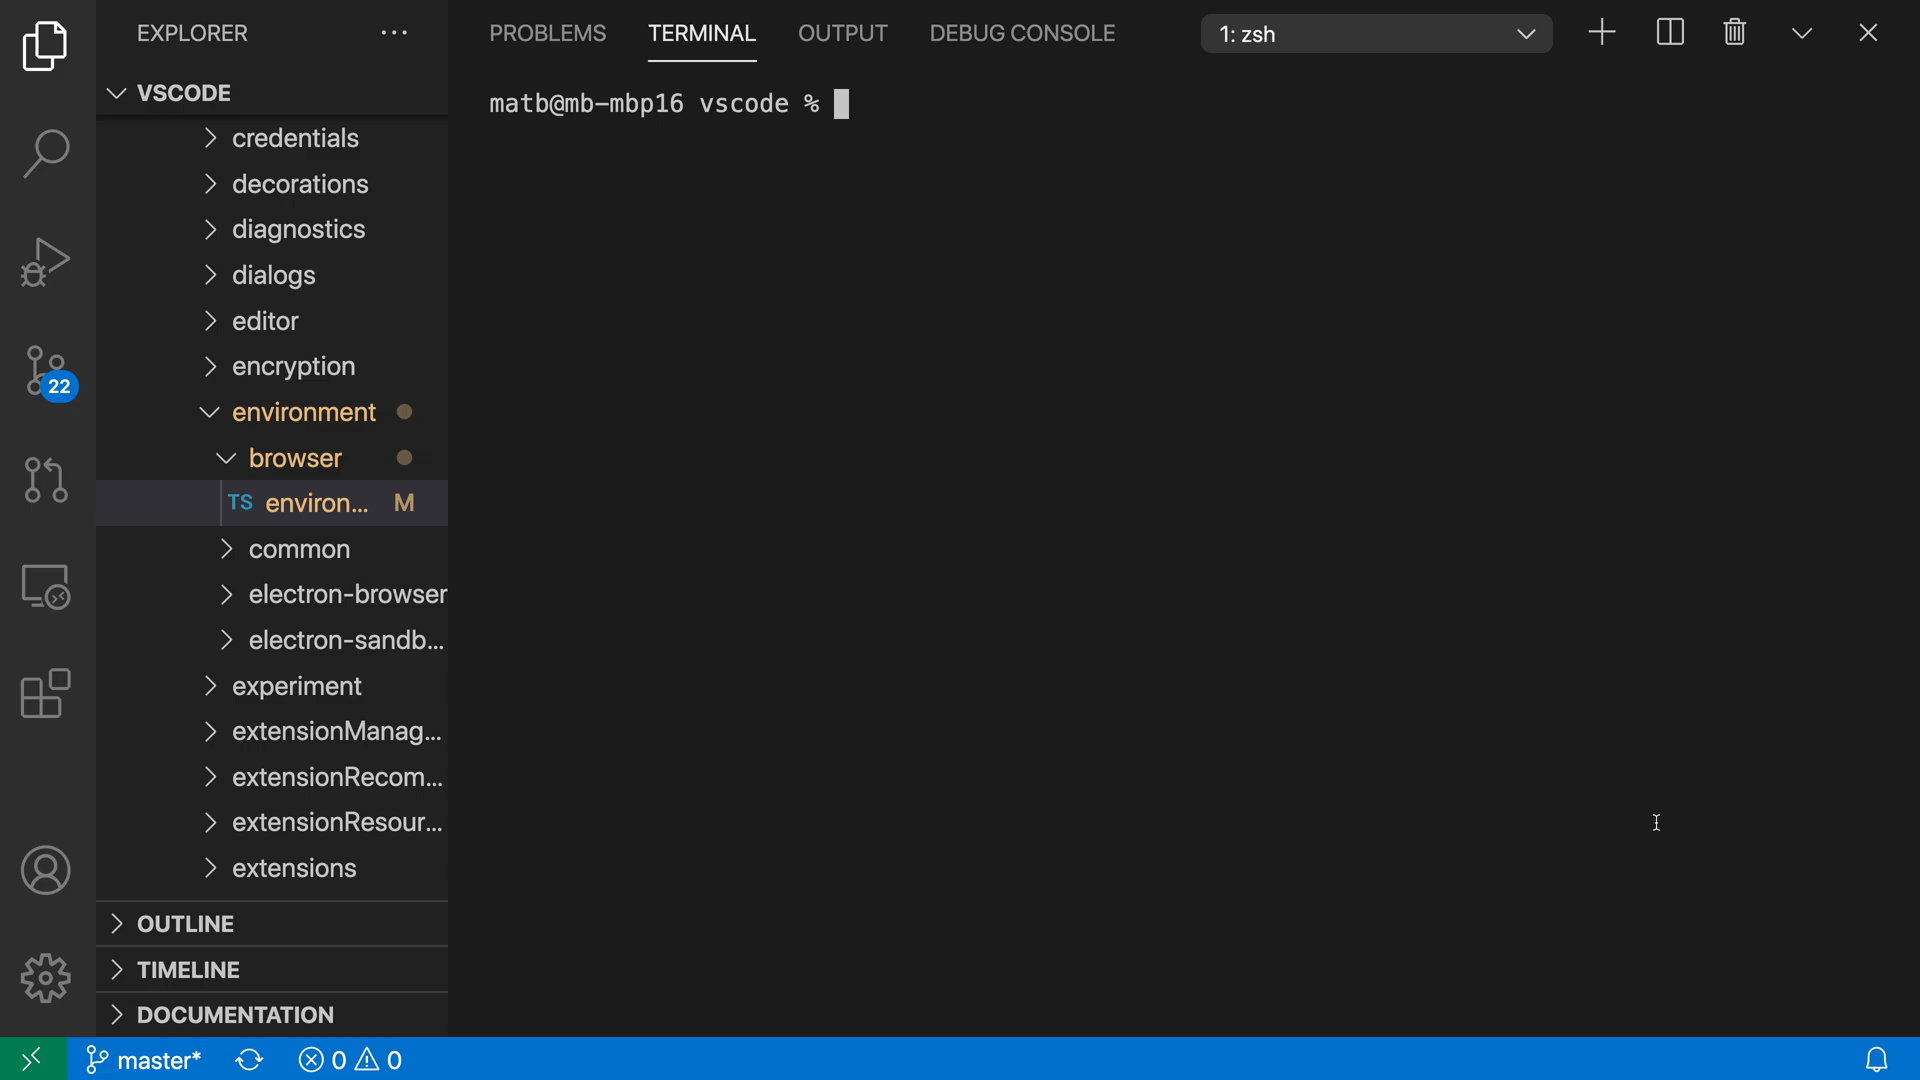 EXPLORER
PROBLEMS TERMINAL OUTPUT DEBUG CONSOLE 1: zsh
VSCODE
matb@mb-mbp16 vscode %
credentials
decorations
diagnostics
dialogs
editor
encryption
environment
browser
TS environ... M
common
electron-browser
electron-sandb...
experiment
extensionManag...
extensionRecom...
extensionResour...
extensions
22
OUTLINE
TIMELINE
DOCUMENTATION
master* 0 0